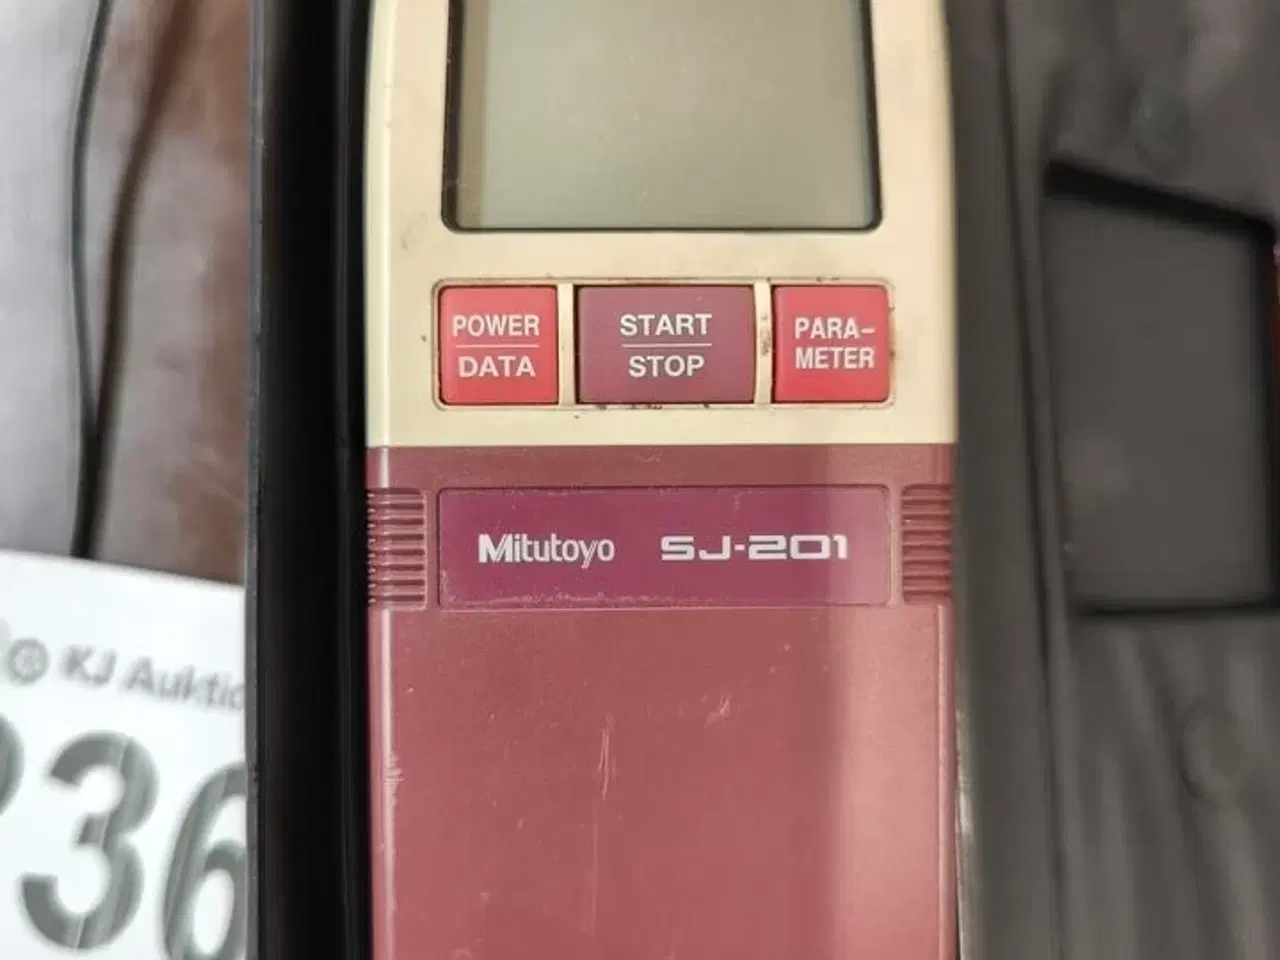 POWER
DATA
START
STOP
PARA-
METER
Mitutoyo SJ-201
© KJ Auktio
36